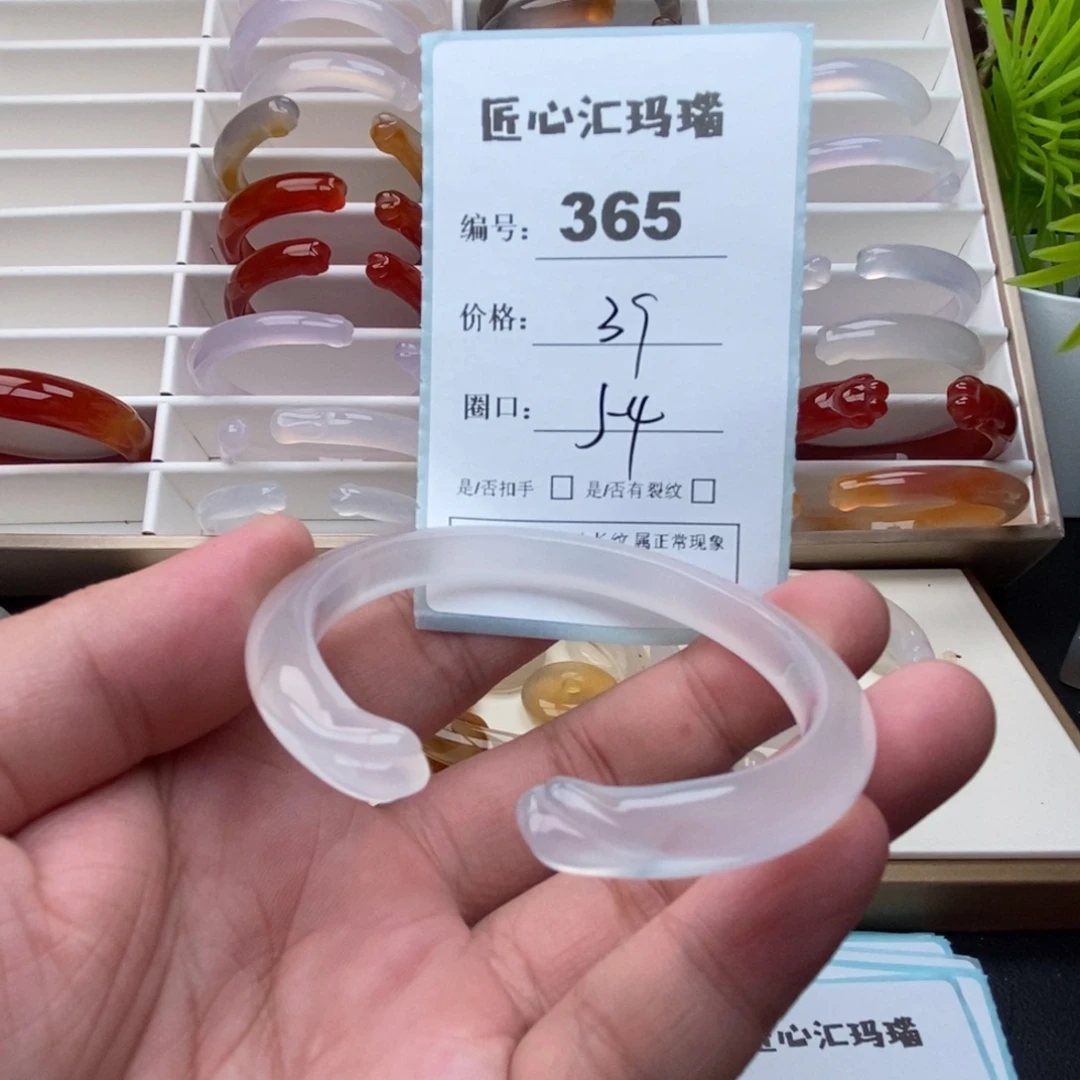 匠心汇玛瑙
编号: 365
价格: 39
圈口: 54
是/否扣手 □ 是/否有裂纹 □
纹 属正常现象
心汇玛瑙